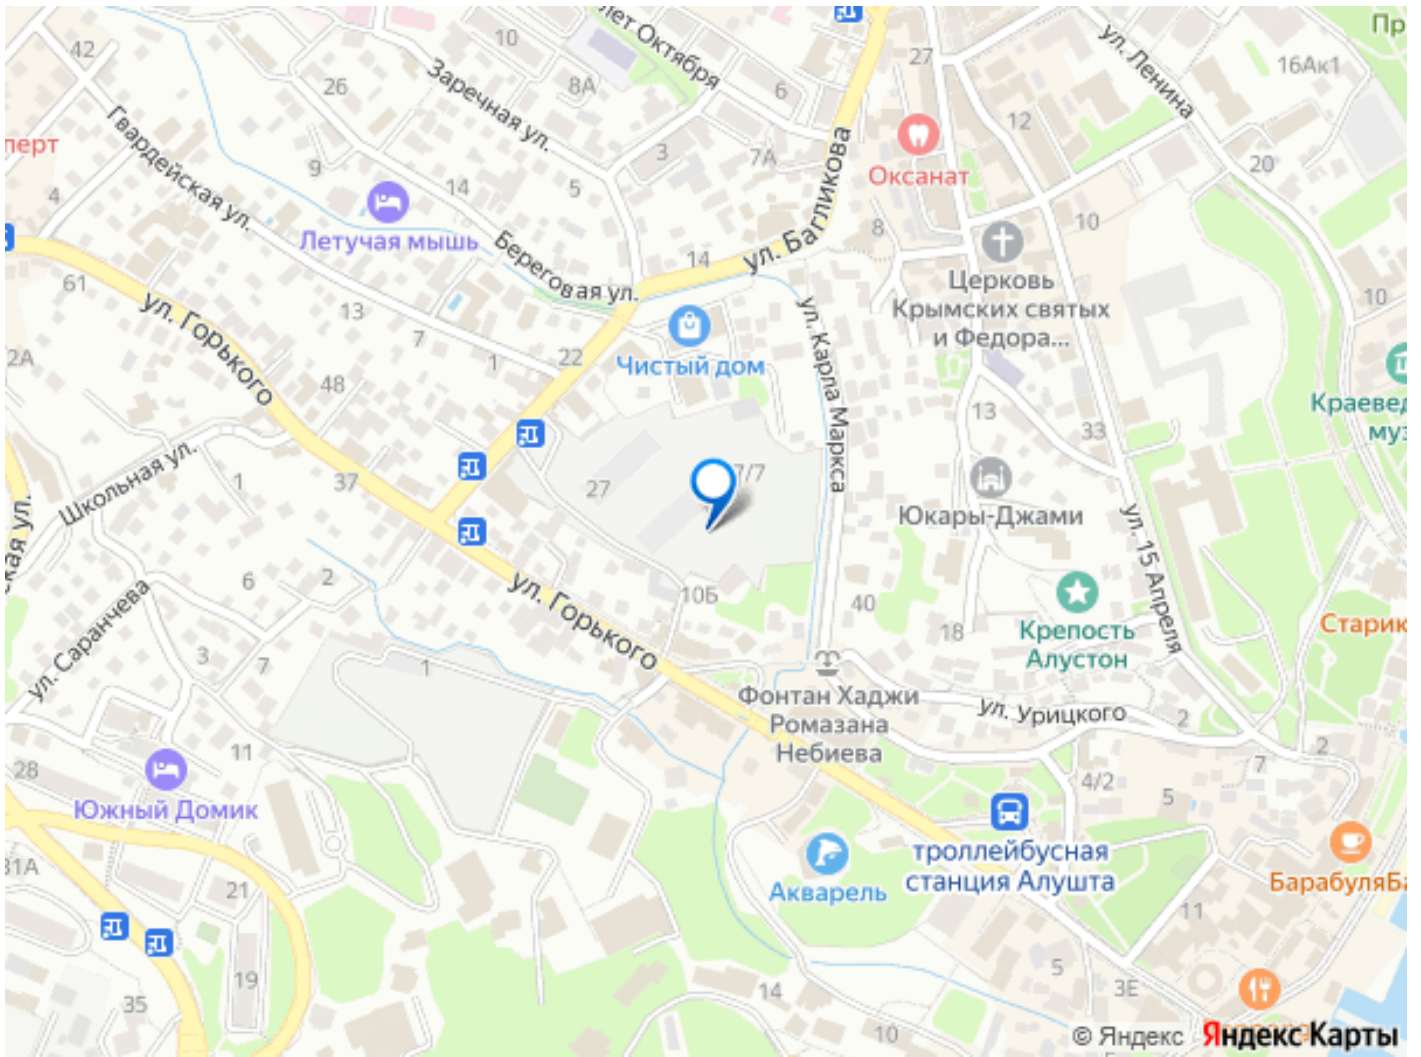 Пр
лет Октября
42
10
27
ул. Ленина
16Ак1
Заречная ул.
26
8А
6
12
Гвардейская ул.
перт
9
3
7А
Оксанат
20
4
14
5
Летучая мышь
Береговая ул.
14
ул. Багликова
8
10
61
ул. Горького
13
7
1
22
Чистый дом
ул. Карла Маркса
Церковь
Крымских святых
и Федора...
10
2А
48
13
33
Краевед
муз
Школьная ул.
1
37
27
7/7
Юкары-Джами
ская ул.
ул. 15 Апреля
ул. Саранчева
6
2
ул. Горького
10Б
40
18
Крепость
Алустон
Старик
3
7
1
Фонтан Хаджи
Ромазана
Небиева
ул. Урицкого
2
2
11
7
28
Южный Домик
4/2
5
троллейбусная
станция Алушта
31А
21
Акварель
БарабуляБа
11
19
35
14
5
3Е
10
© Яндекс
Яндекс Карты